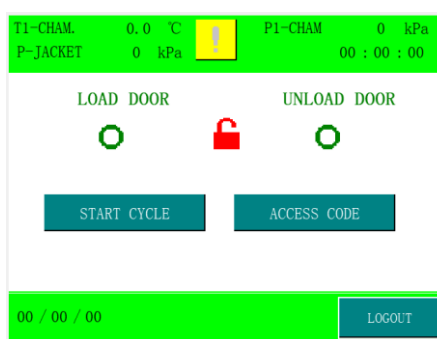 T1-CHAM. 0.0 ℃ ! P1-CHAM 0 kPa
P-JACKET 0 kPa 00 : 00 : 00
LOAD DOOR UNLOAD DOOR
START CYCLE ACCESS CODE
00 / 00 / 00 LOGOUT